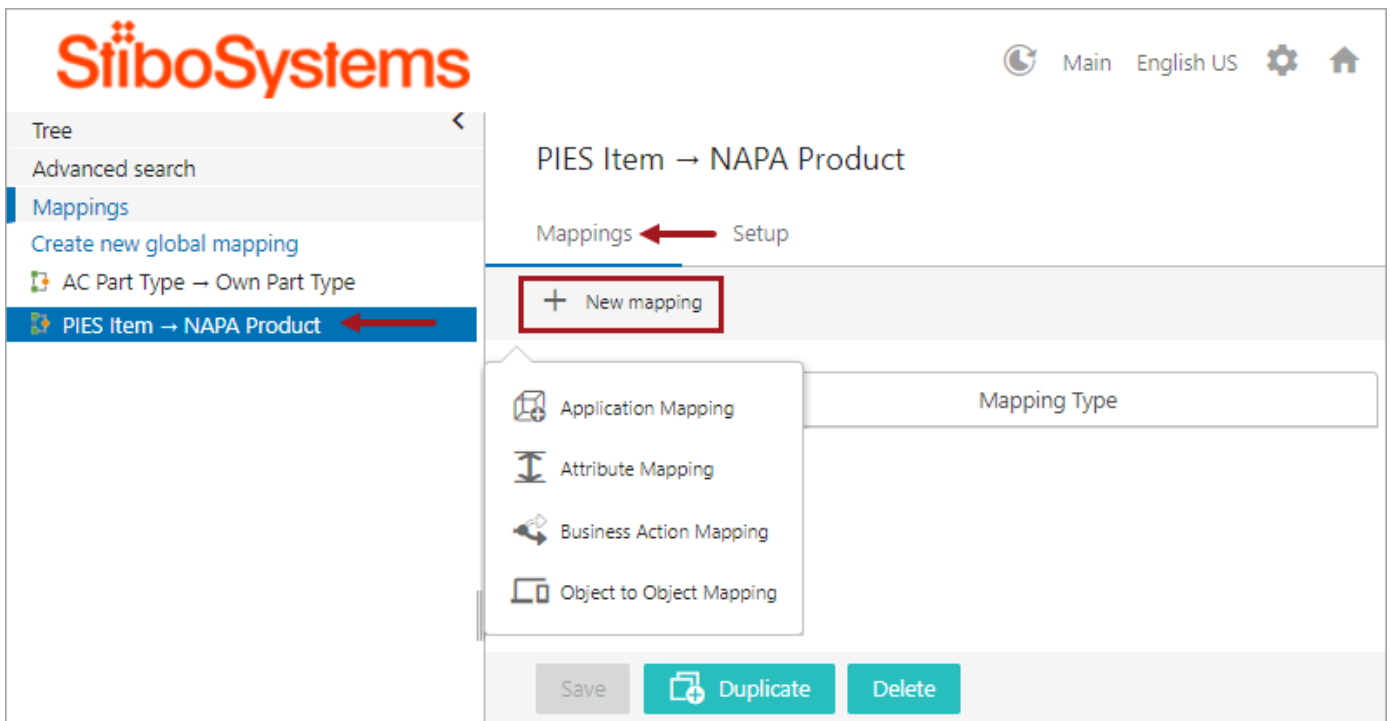 StiboSystems
Main English US
Tree
Advanced search
Mappings
Create new global mapping
AC Part Type → Own Part Type
PIES Item → NAPA Product
PIES Item → NAPA Product
Mappings Setup
+ New mapping
Application Mapping
Attribute Mapping
Business Action Mapping
Object to Object Mapping
Mapping Type
Save Duplicate Delete